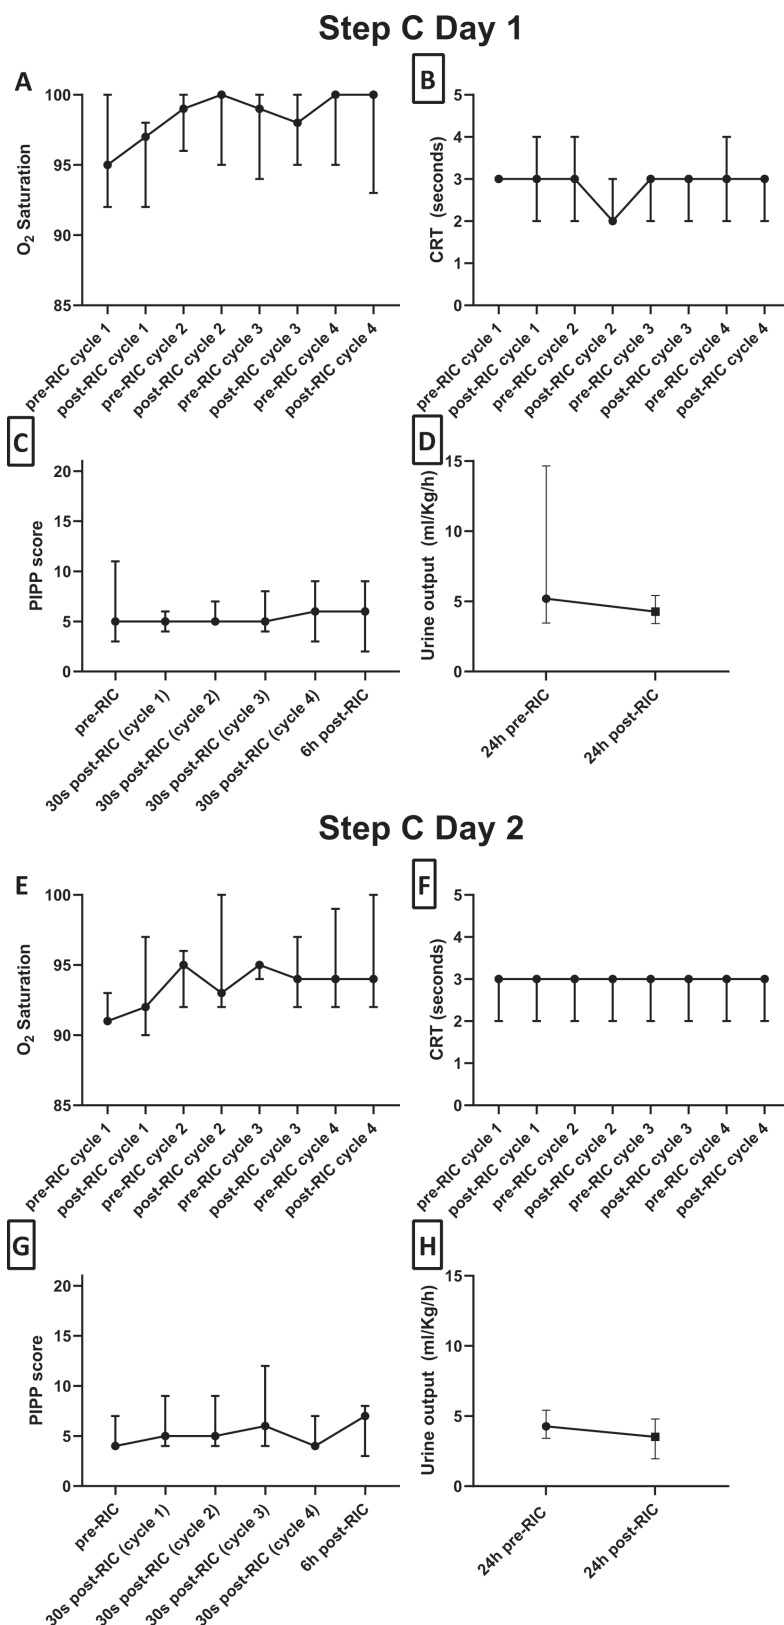 Step C Day 1
A
O2 Saturation
100
95
90
85
pre-RIC cycle 1
post-RIC cycle 1
pre-RIC cycle 2
post-RIC cycle 2
pre-RIC cycle 3
post-RIC cycle 3
pre-RIC cycle 4
post-RIC cycle 4
B
CRT (seconds)
5
4
3
2
1
0
pre-RIC cycle 1
post-RIC cycle 1
pre-RIC cycle 2
post-RIC cycle 2
pre-RIC cycle 3
post-RIC cycle 3
pre-RIC cycle 4
post-RIC cycle 4
C
PIPP score
20
15
10
5
0
pre-RIC
30s post-RIC (cycle 1)
30s post-RIC (cycle 2)
30s post-RIC (cycle 3)
30s post-RIC (cycle 4)
6h post-RIC
D
Urine output (ml/Kg/h)
15
10
5
0
24h pre-RIC
24h post-RIC
Step C Day 2
E
O2 Saturation
100
95
90
85
pre-RIC cycle 1
post-RIC cycle 1
pre-RIC cycle 2
post-RIC cycle 2
pre-RIC cycle 3
post-RIC cycle 3
pre-RIC cycle 4
post-RIC cycle 4
F
CRT (seconds)
5
4
3
2
1
0
pre-RIC cycle 1
post-RIC cycle 1
pre-RIC cycle 2
post-RIC cycle 2
pre-RIC cycle 3
post-RIC cycle 3
pre-RIC cycle 4
post-RIC cycle 4
G
PIPP score
20
15
10
5
0
pre-RIC
30s post-RIC (cycle 1)
30s post-RIC (cycle 2)
30s post-RIC (cycle 3)
30s post-RIC (cycle 4)
6h post-RIC
H
Urine output (ml/Kg/h)
15
10
5
0
24h pre-RIC
24h post-RIC